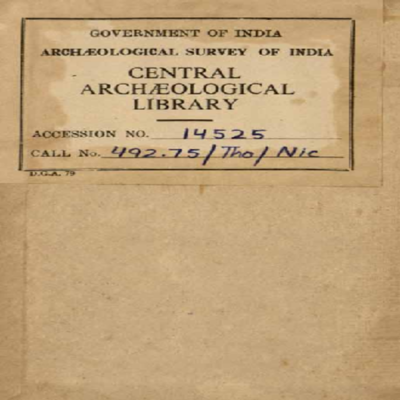 GOVERNMENT OF INDIA
ARCHÆOLOGICAL SURVEY OF INDIA
CENTRAL
ARCHÆOLOGICAL
LIBRARY
ACCESSION NO. 14525
CALL No. 492.75/Tho/Nic
D.G.A. 79